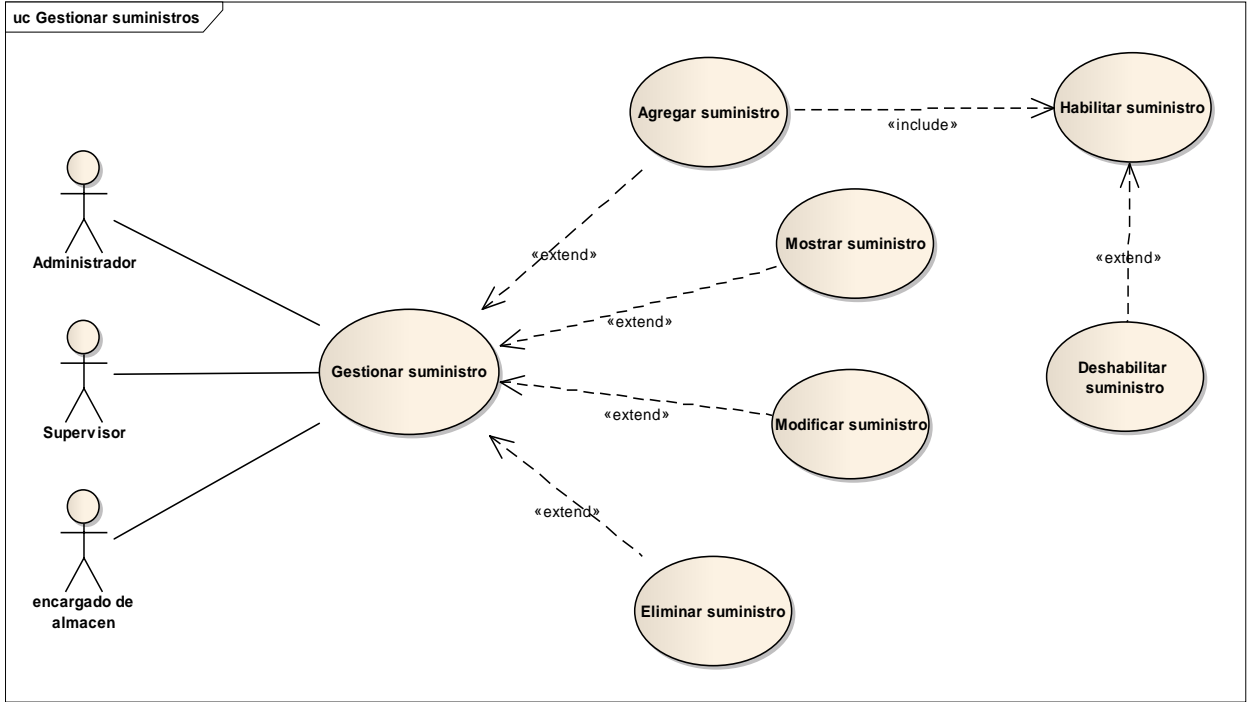 uc Gestionar suministros
Agregar suministro
«include»
Habilitar suministro
Administrador
«extend»
Mostrar suministro
«extend»
«extend»
Supervisor
Gestionar suministro
«extend»
Modificar suministro
Deshabilitar
suministro
encargado de
almacen
«extend»
Eliminar suministro